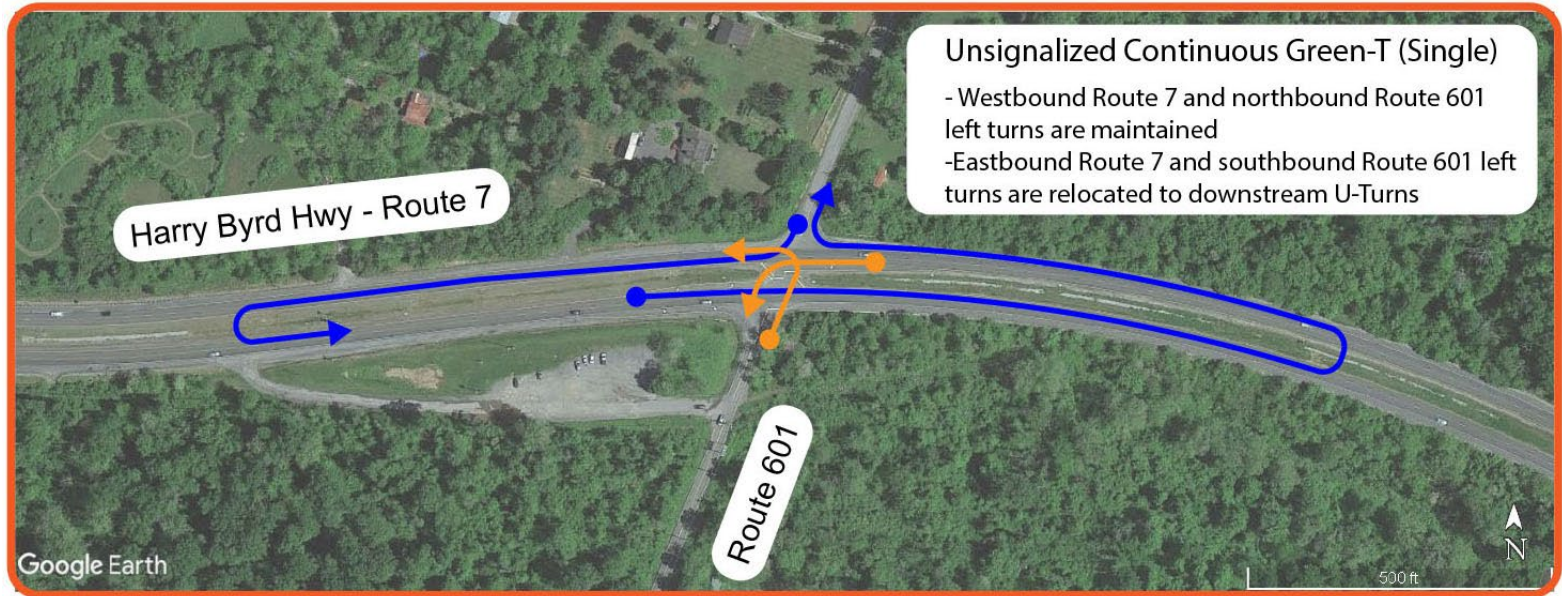 Unsignalized Continuous Green-T (Single)
- Westbound Route 7 and northbound Route 601
left turns are maintained
-Eastbound Route 7 and southbound Route 601 left
turns are relocated to downstream U-Turns
Harry Byrd Hwy - Route 7
Route 601
Google Earth
N
500 ft